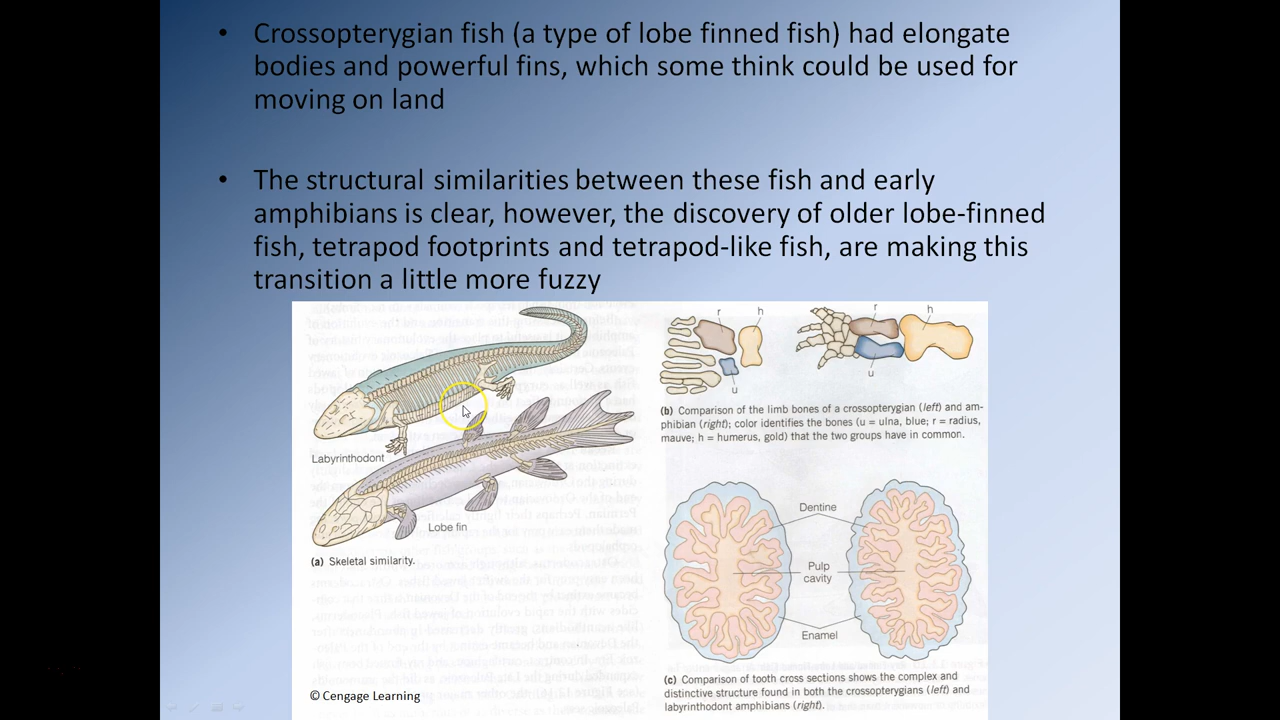 • Crossopterygian fish (a type of lobe finned fish) had elongate
bodies and powerful fins, which some think could be used for
moving on land
• The structural similarities between these fish and early
amphibians is clear, however, the discovery of older lobe-finned
fish, tetrapod footprints and tetrapod-like fish, are making this
transition a little more fuzzy
Labyrinthodont
Lobe fin
(a) Skeletal similarity.
r h
u
r h
u
(b) Comparison of the limb bones of a crossopterygian (left) and am-
phibian (right); color identifies the bones (u = ulna, blue; r = radius,
mauve; h = humerus, gold) that the two groups have in common.
Dentine
Pulp
cavity
Enamel
(c) Comparison of tooth cross sections shows the complex and
distinctive structure found in both the crossopterygians (left) and
labyrinthodont amphibians (right).
© Cengage Learning